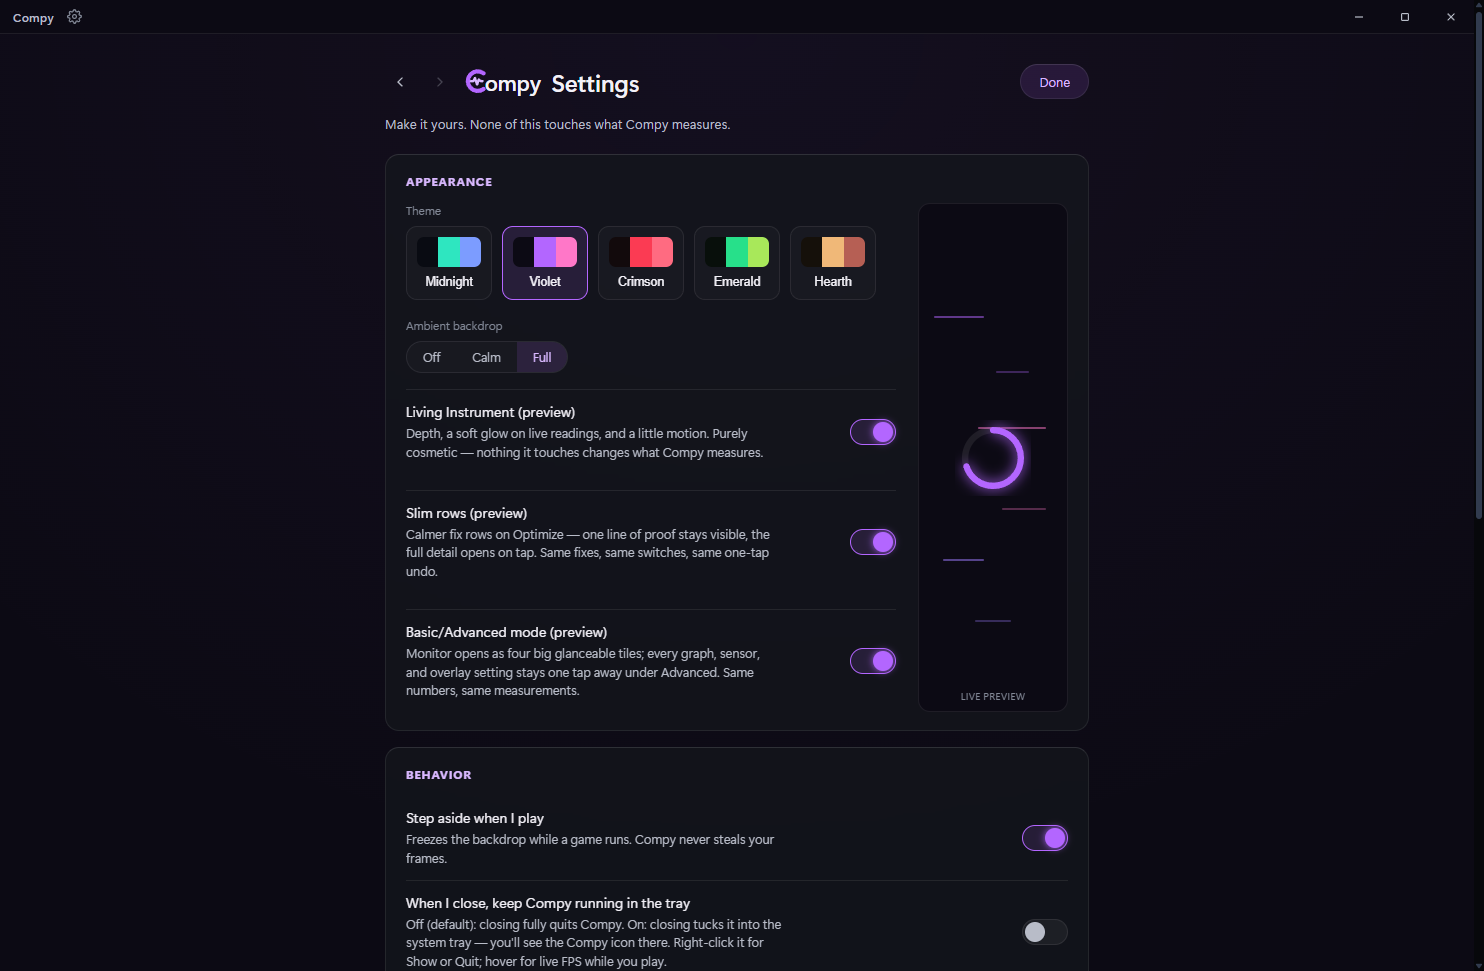 Compy
Compy Settings
Done
Make it yours. None of this touches what Compy measures.
APPEARANCE
Theme
Midnight
Violet
Crimson
Emerald
Hearth
Ambient backdrop
Off
Calm
Full
Living Instrument (preview)
Depth, a soft glow on live readings, and a little motion. Purely
cosmetic — nothing it touches changes what Compy measures.
Slim rows (preview)
Calmer fix rows on Optimize — one line of proof stays visible, the
full detail opens on tap. Same fixes, same switches, same one-tap
undo.
Basic/Advanced mode (preview)
Monitor opens as four big glanceable tiles; every graph, sensor,
and overlay setting stays one tap away under Advanced. Same
numbers, same measurements.
LIVE PREVIEW
BEHAVIOR
Step aside when I play
Freezes the backdrop while a game runs. Compy never steals your
frames.
When I close, keep Compy running in the tray
Off (default): closing fully quits Compy. On: closing tucks it into the
system tray — you'll see the Compy icon there. Right-click it for
Show or Quit; hover for live FPS while you play.